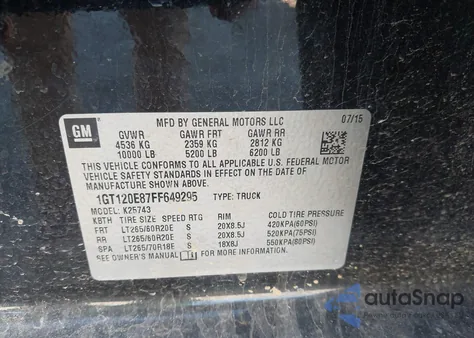 GM
MFD BY GENERAL MOTORS LLC 07/15
GVWR GAWR FRT GAWR RR
4536 KG 2359 KG 2812 KG
10000 LB 5200 LB 6200 LB
THIS VEHICLE CONFORMS TO ALL APPLICABLE U.S. FEDERAL MOTOR
VEHICLE SAFETY STANDARDS IN EFFECT ON THE DATE OF
MANUFACTURE SHOWN ABOVE.
1GT120E87FF649295 TYPE: TRUCK
MODEL: K25743
KBTH TIRE SIZE SPEED RTG RIM COLD TIRE PRESSURE
FRT LT265/60R20E S 20X8.5J 420KPA(60PSI)
RR LT265/60R20E S 20X8.5J 520KPA(75PSI)
SPA LT265/70R18E S 18X8J 550KPA(80PSI)
SEE OWNER'S MANUAL FOR MORE INFORMATION.
autoSnap
Powered by AutoBidCar